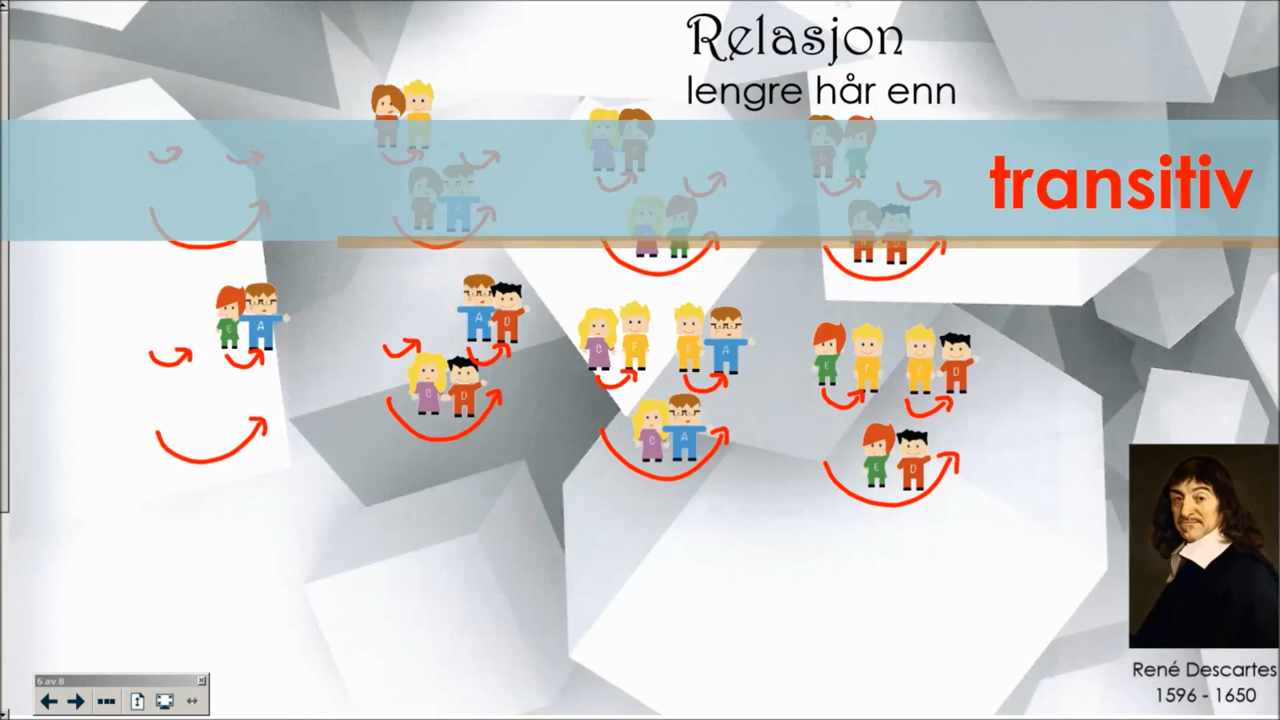 Relasjon
lengre hår enn
transitiv
E A
A D
C D
C F F A
C A
E F F D
E D
René Descartes
1596 - 1650
6 av 8